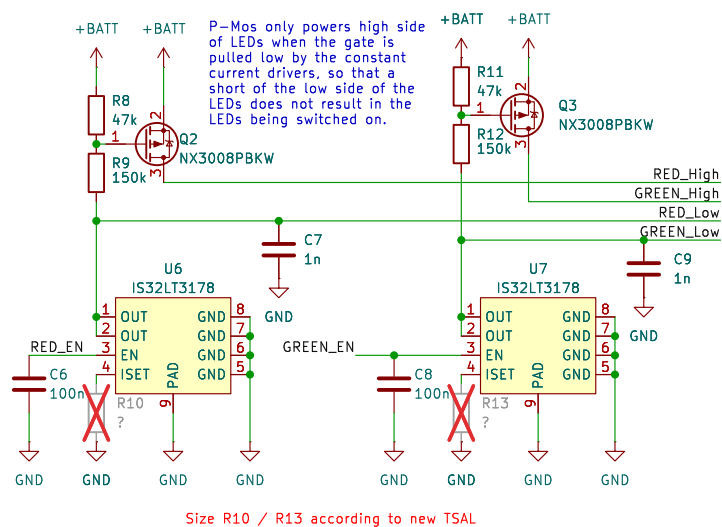 +BATT
+BATT
P-Mos only powers high side
of LEDs when the gate is
pulled low by the constant
current drivers, so that a
short of the low side of the
LEDs does not result in the
LEDs being switched on.
+BATT
+BATT
R8
47k
1
2
3
Q2
NX3008PBKW
R9
150k
R11
47k
1
2
3
Q3
NX3008PBKW
R12
150k
RED_High
GREEN_High
RED_Low
GREEN_Low
C7
1n
GND
C9
1n
GND
U6
IS32LT3178
1 OUT GND 8
2 OUT GND 7
3 EN GND 6
4 ISET GND 5
PAD
9
RED_EN
C6
100n
R10
?
U7
IS32LT3178
1 OUT GND 8
2 OUT GND 7
3 EN GND 6
4 ISET GND 5
PAD
9
GREEN_EN
C8
100n
R13
?
GND GND GND GND GND GND GND GND
Size R10 / R13 according to new TSAL